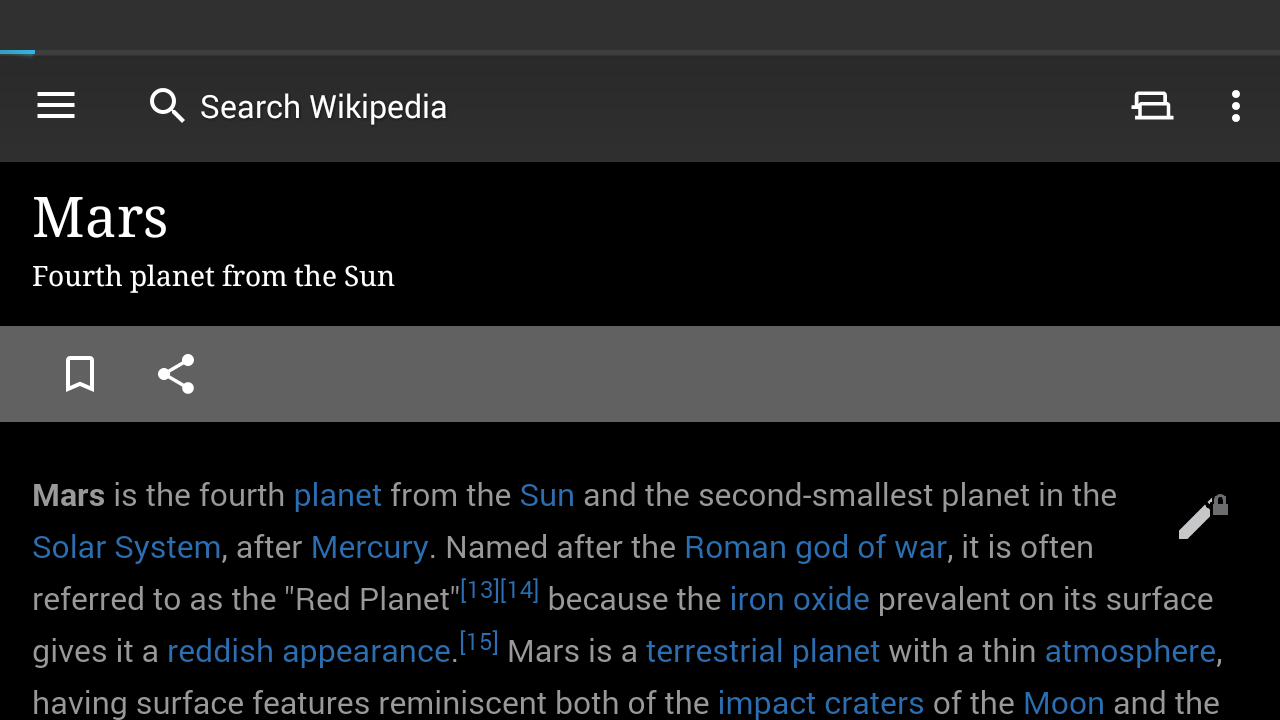 Search Wikipedia
Mars
Fourth planet from the Sun
Mars is the fourth planet from the Sun and the second-smallest planet in the
Solar System, after Mercury. Named after the Roman god of war, it is often
referred to as the "Red Planet"[13][14] because the iron oxide prevalent on its surface
gives it a reddish appearance.[15] Mars is a terrestrial planet with a thin atmosphere,
having surface features reminiscent both of the impact craters of the Moon and the